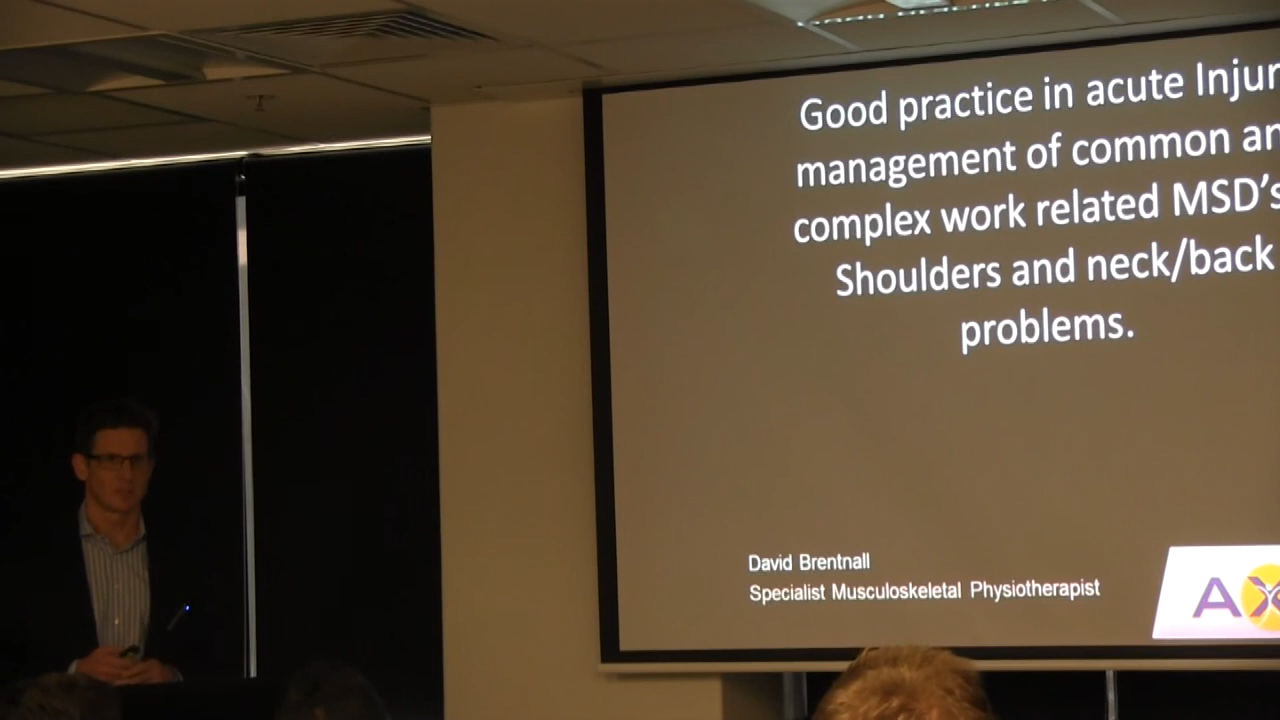 Good practice in acute Injur
management of common an
complex work related MSD's
Shoulders and neck/back
problems.
David Brentnall
Specialist Musculoskeletal Physiotherapist
AX